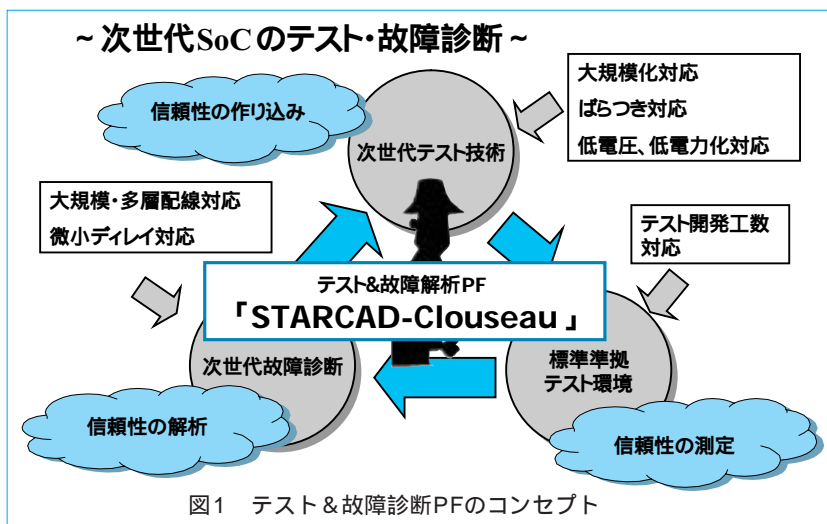 ~次世代SoCのテスト・故障診断~
信頼性の作り込み
次世代テスト技術
大規模化対応
ばらつき対応
低電圧、低電力化対応
大規模・多層配線対応
微小ディレイ対応
テスト開発工数
対応
テスト&故障解析PF
「STARCAD-Clouseau」
次世代故障診断
標準準拠
テスト環境
信頼性の解析
信頼性の測定
図1 テスト&故障診断PFのコンセプト